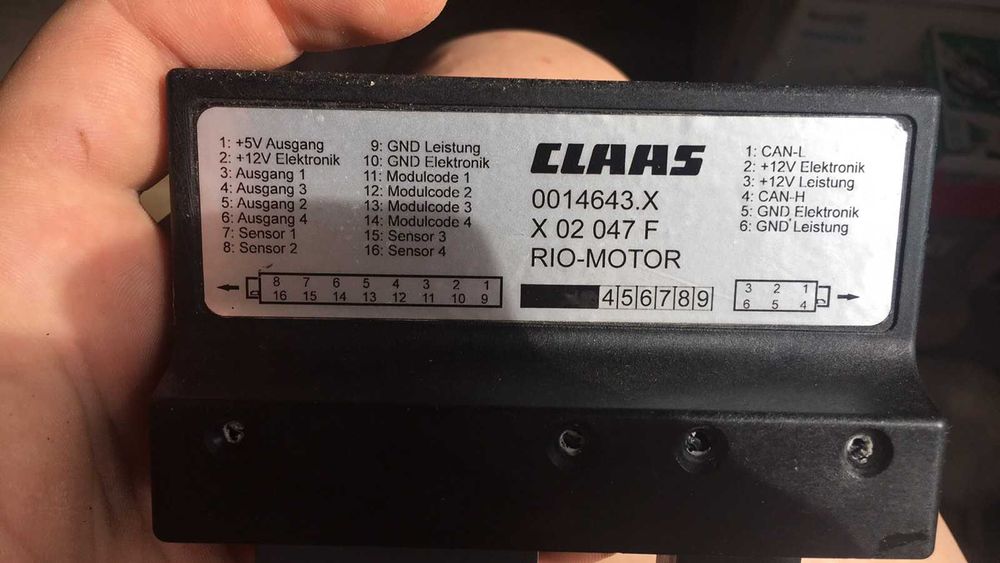 1: +5V Ausgang
2: +12V Elektronik
3: Ausgang 1
4: Ausgang 3
5: Ausgang 2
6: Ausgang 4
7: Sensor 1
8: Sensor 2
9: GND Leistung
10: GND Elektronik
11: Modulcode 1
12: Modulcode 2
13: Modulcode 3
14: Modulcode 4
15: Sensor 3
16: Sensor 4
8 7 6 5 4 3 2 1
16 15 14 13 12 11 10 9
CLAAS
0014643.X
X 02 047 F
RIO-MOTOR
4 5 6 7 8 9
1: CAN-L
2: +12V Elektronik
3: +12V Leistung
4: CAN-H
5: GND Elektronik
6: GND Leistung
3 2 1
6 5 4